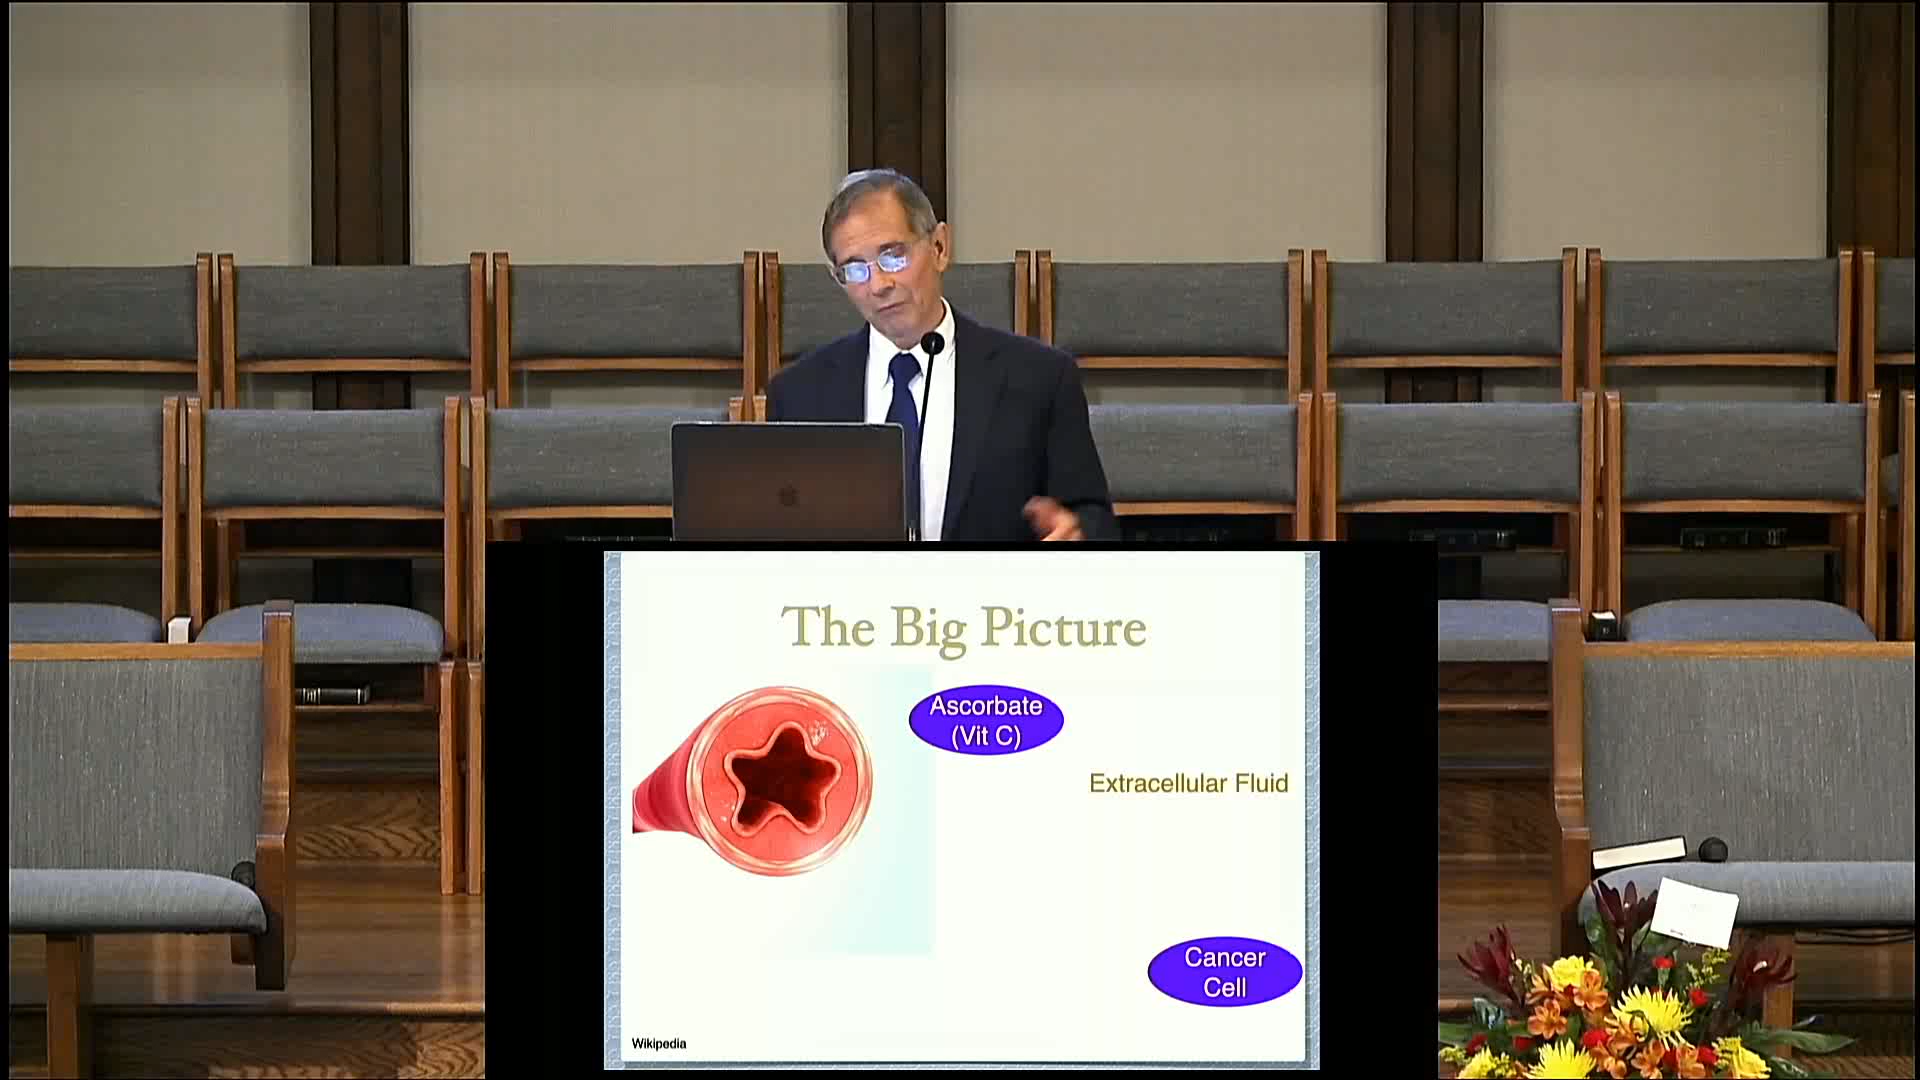 The Big Picture
Ascorbate
(Vit C)
Extracellular Fluid
Cancer
Cell
Wikipedia